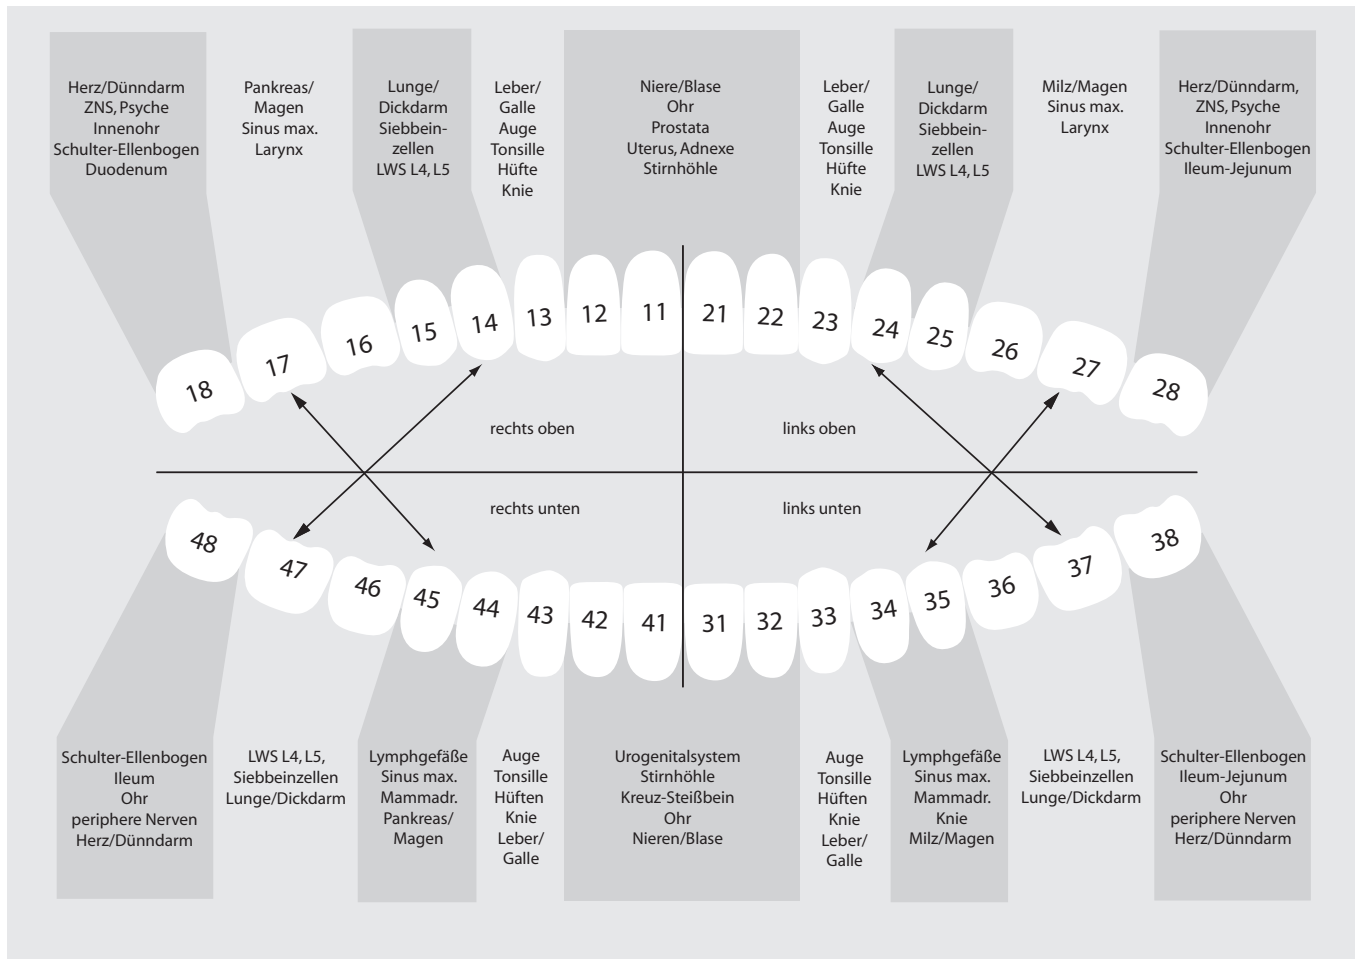 Herz/Dünndarm
ZNS, Psyche
Innenohr
Schulter-Ellenbogen
Duodenum
Pankreas/
Magen
Sinus max.
Larynx
Lunge/
Dickdarm
Siebbein-
zellen
LWS L4, L5
Leber/
Galle
Auge
Tonsille
Hüfte
Knie
Niere/Blase
Ohr
Prostata
Uterus, Adnexe
Stirnhöhle
Leber/
Galle
Auge
Tonsille
Hüfte
Knie
Lunge/
Dickdarm
Siebbein-
zellen
LWS L4, L5
Milz/Magen
Sinus max.
Larynx
Herz/Dünndarm,
ZNS, Psyche
Innenohr
Schulter-Ellenbogen
Ileum-Jejunum
18
17
16
15
14
13
12
11
21
22
23
24
25
26
27
28
rechts oben
links oben
rechts unten
links unten
48
47
46
45
44
43
42
41
31
32
33
34
35
36
37
38
Schulter-Ellenbogen
Ileum
Ohr
periphere Nerven
Herz/Dünndarm
LWS L4, L5,
Siebbeinzellen
Lunge/Dickdarm
Lymphgefäße
Sinus max.
Mammadr.
Pankreas/
Magen
Auge
Tonsille
Hüften
Knie
Leber/
Galle
Urogenitalsystem
Stirnhöhle
Kreuz-Steißbein
Ohr
Nieren/Blase
Auge
Tonsille
Hüften
Knie
Leber/
Galle
Lymphgefäße
Sinus max.
Mammadr.
Knie
Milz/Magen
LWS L4, L5,
Siebbeinzellen
Lunge/Dickdarm
Schulter-Ellenbogen
Ileum-Jejunum
Ohr
periphere Nerven
Herz/Dünndarm